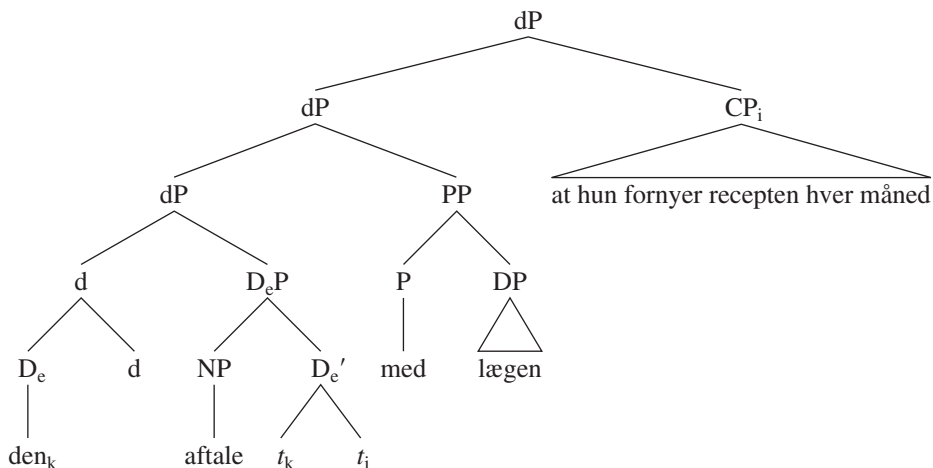 dP
dP CPᵢ
dP PP at hun fornyer recepten hver måned
d DₑP P DP
Dₑ d NP Dₑ′ med lægen
denₖ aftale tₖ tᵢ